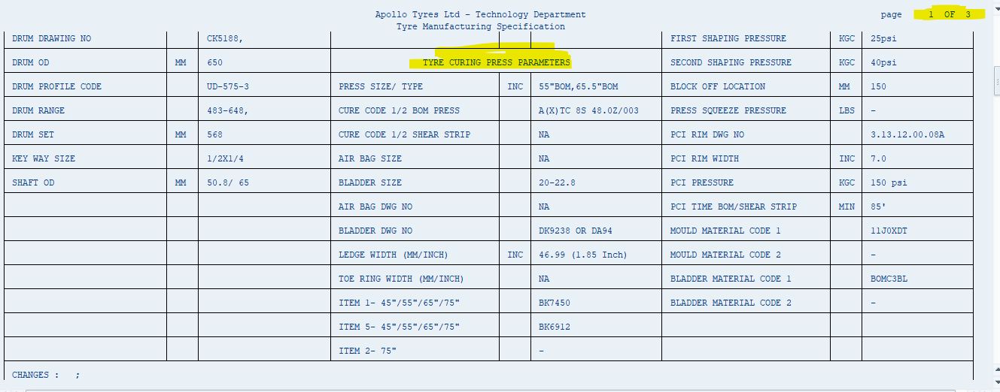 Apollo Tyres Ltd - Technology Department
page 1 OF 3
Tyre Manufacturing Specification
DRUM DRAWING NO CK5188, FIRST SHAPING PRESSURE KGC 25psi
DRUM OD MM 650 TYRE CURING PRESS PARAMETERS SECOND SHAPING PRESSURE KGC 40psi
DRUM PROFILE CODE UD-575-3 PRESS SIZE/ TYPE INC 55"BOM,65.5"BOM BLOCK OFF LOCATION MM 150
DRUM RANGE 483-648, CURE CODE 1/2 BOM PRESS A(X)TC 8S 48.0Z/003 PRESS SQUEEZE PRESSURE LBS -
DRUM SET MM 568 CURE CODE 1/2 SHEAR STRIP NA PCI RIM DWG NO 3.13.12.00.08A
KEY WAY SIZE 1/2X1/4 AIR BAG SIZE NA PCI RIM WIDTH INC 7.0
SHAFT OD MM 50.8/ 65 BLADDER SIZE 20-22.8 PCI PRESSURE KGC 150 psi
AIR BAG DWG NO NA PCI TIME BOM/SHEAR STRIP MIN 85'
BLADDER DWG NO DK9238 OR DA94 MOULD MATERIAL CODE 1 11J0XDT
LEDGE WIDTH (MM/INCH) INC 46.99 (1.85 Inch) MOULD MATERIAL CODE 2 -
TOE RING WIDTH (MM/INCH) NA BLADDER MATERIAL CODE 1 BOMC3BL
ITEM 1- 45"/55"/65"/75" BK7450 BLADDER MATERIAL CODE 2 -
ITEM 5- 45"/55"/65"/75" BK6912
ITEM 2- 75" -
CHANGES : ;